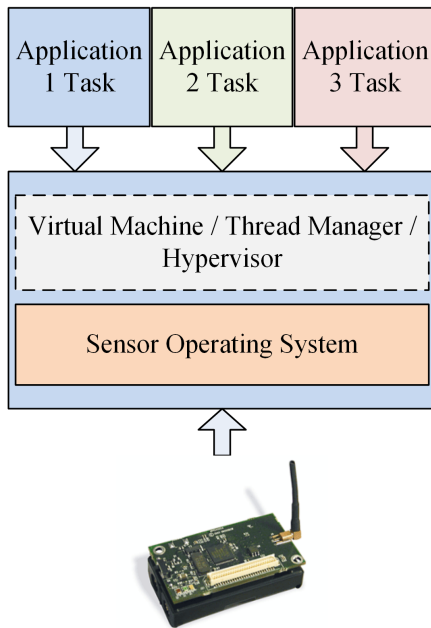 Application
1 Task
Application
2 Task
Application
3 Task
Virtual Machine / Thread Manager /
Hypervisor
Sensor Operating System